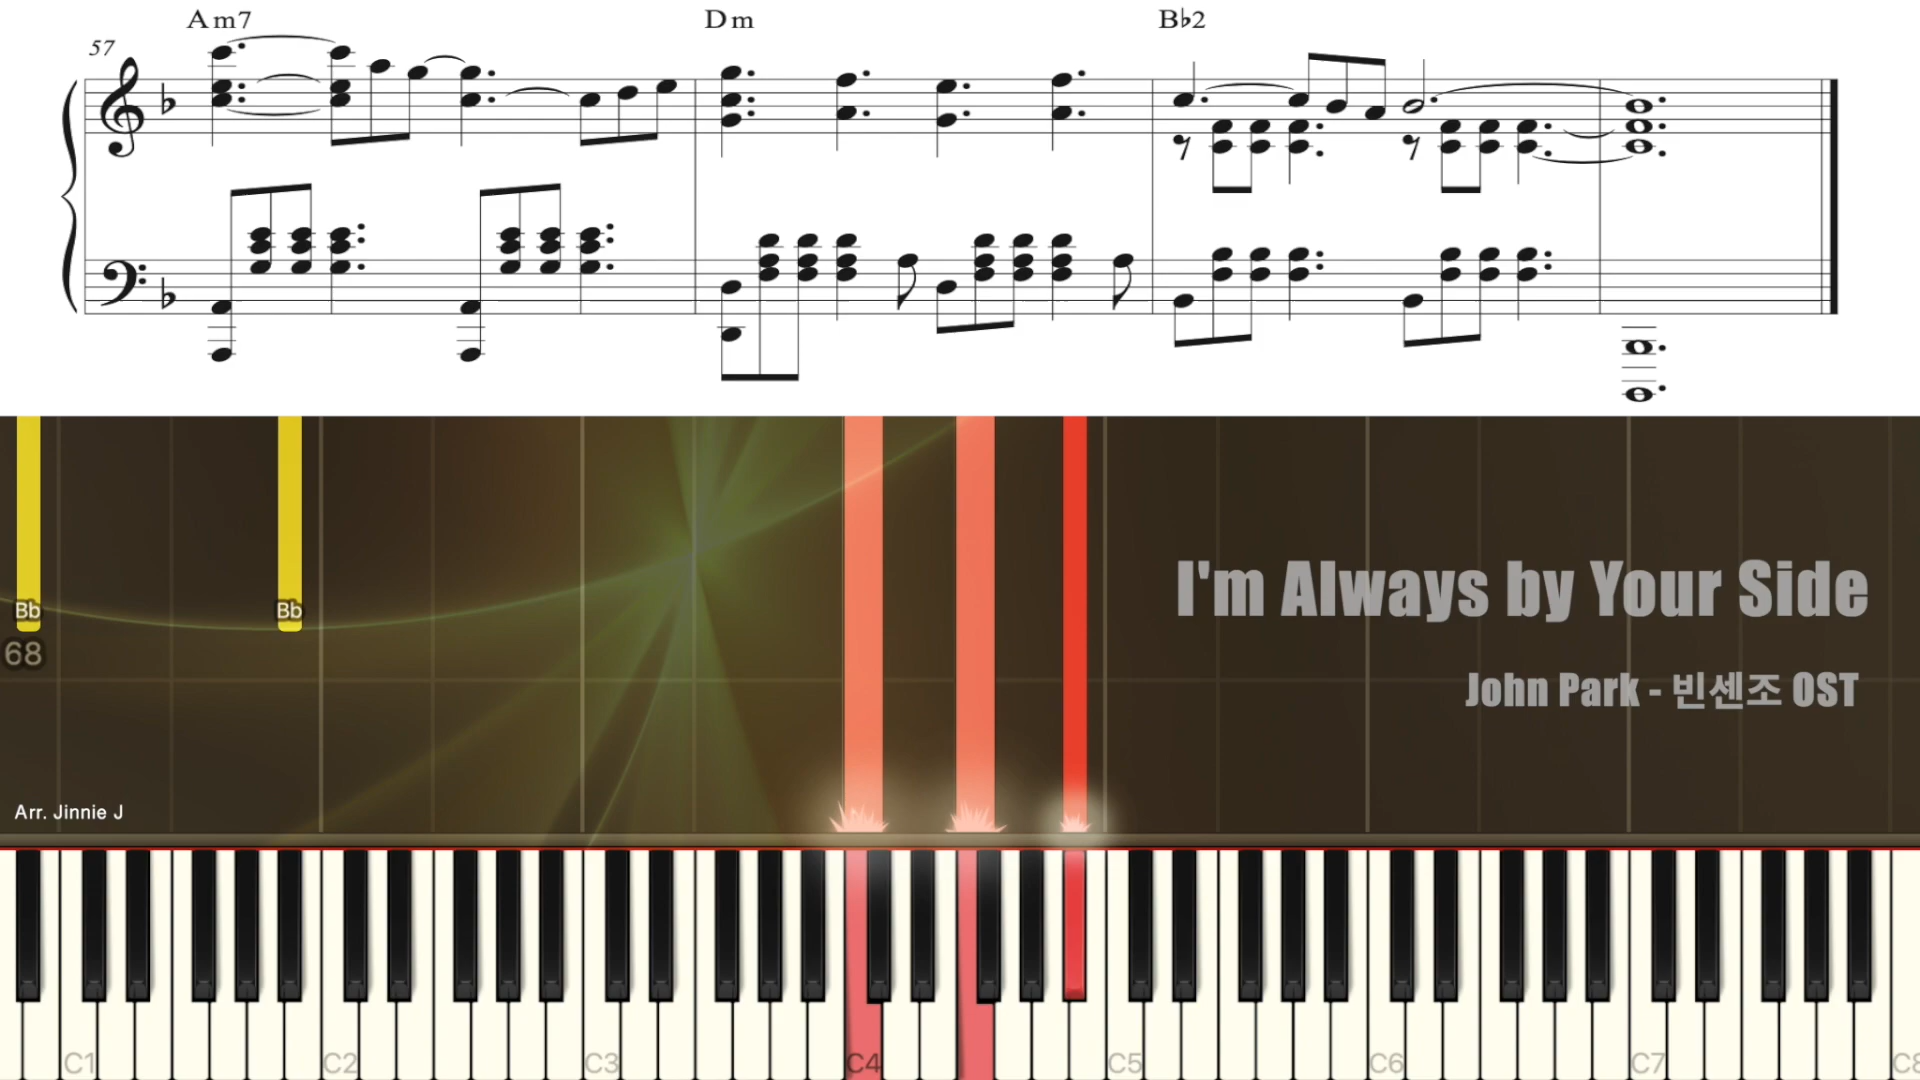 Am7 Dm B♭2
57
I'm Always by Your Side
Bb Bb
68
John Park - 빈센조 OST
Arr. Jinnie J
C1 C2 C3 C4 C5 C6 C7 C8